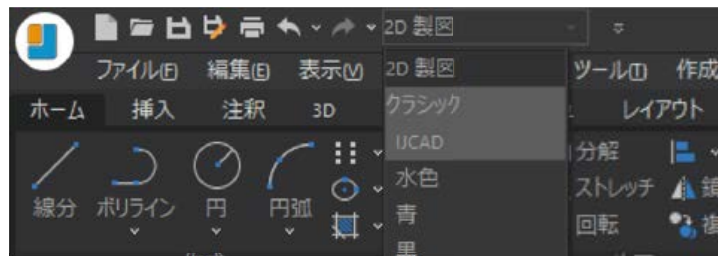 2D 製図
ファイル(F) 編集(E) 表示(V) 2D 製図 ツール(T) 作成
ホーム 挿入 注釈 3D クラシック レイアウト
IJCAD 分解
水色 ストレッチ
線分 ポリライン 円 円弧 青 回転
黒